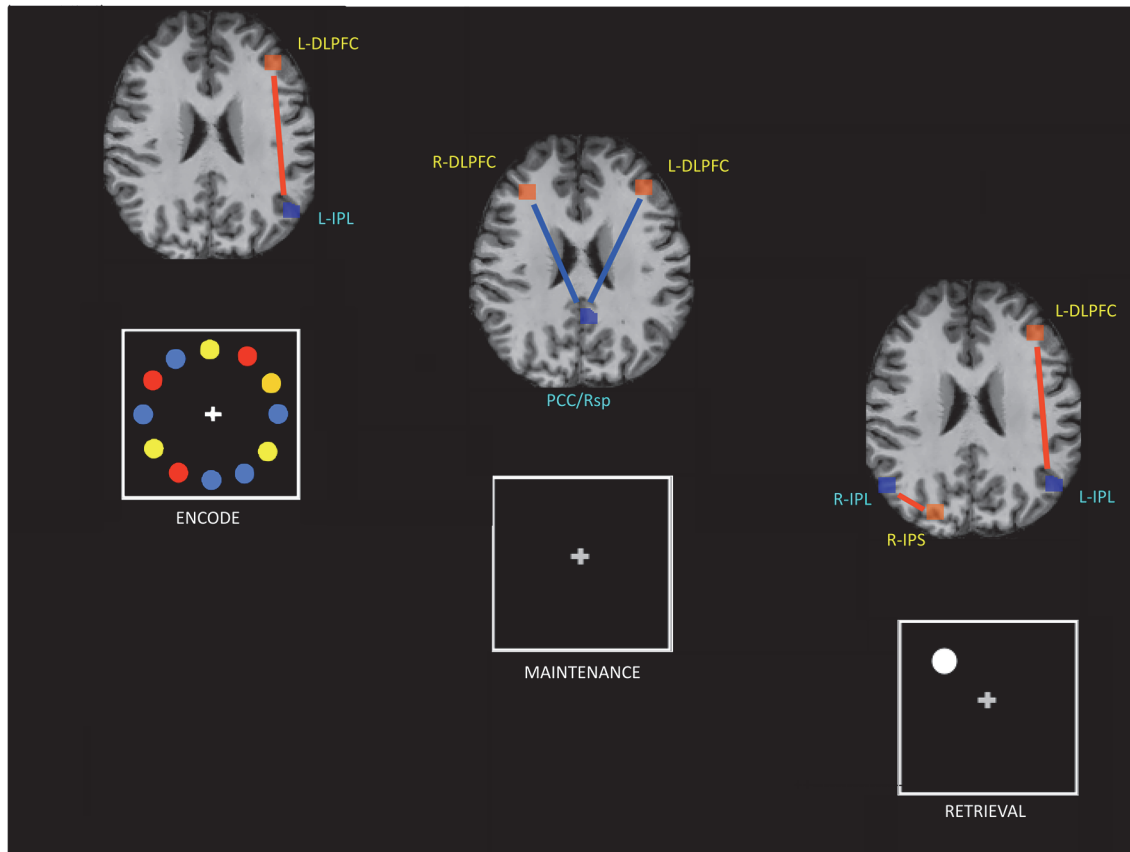 L-DLPFC
L-IPL
ENCODE
R-DLPFC
L-DLPFC
PCC/Rsp
MAINTENANCE
L-DLPFC
R-IPL
L-IPL
R-IPS
RETRIEVAL